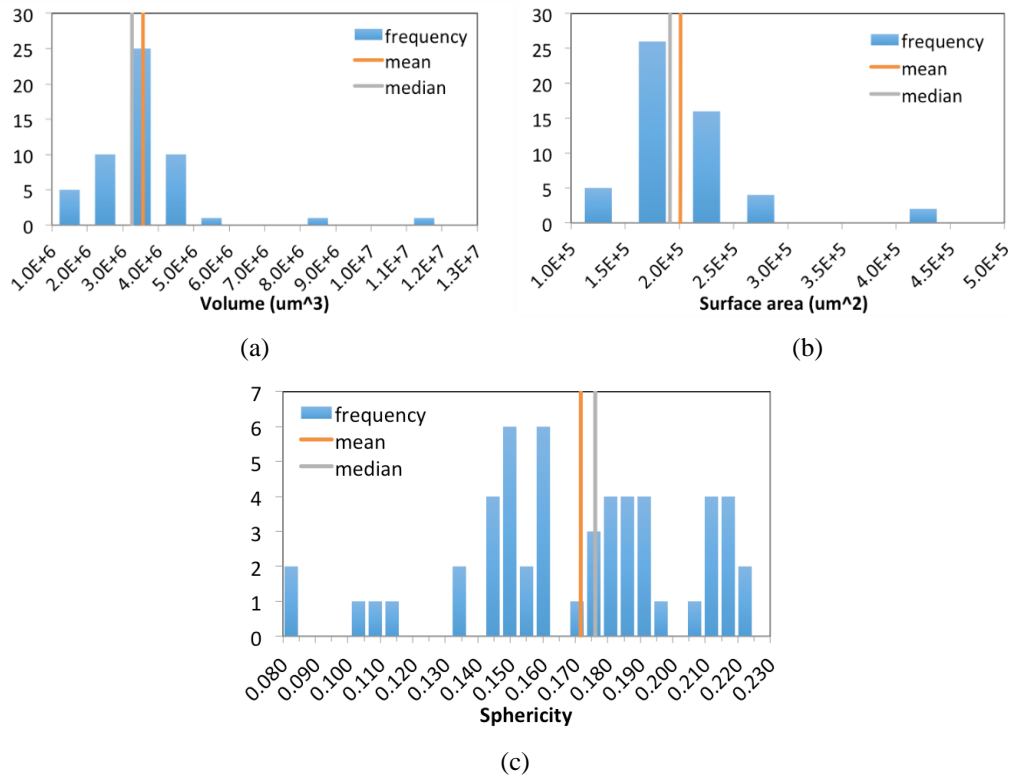 30
25
20
15
10
5
0
frequency
mean
median
1.0E+6 2.0E+6 3.0E+6 4.0E+6 5.0E+6 6.0E+6 7.0E+6 8.0E+6 9.0E+6 1.0E+7 1.1E+7 1.2E+7 1.3E+7
Volume (um^3)
(a)
30
25
20
15
10
5
0
frequency
mean
median
1.0E+5 1.5E+5 2.0E+5 2.5E+5 3.0E+5 3.5E+5 4.0E+5 4.5E+5 5.0E+5
Surface area (um^2)
(b)
7
6
5
4
3
2
1
0
frequency
mean
median
0.080 0.090 0.100 0.110 0.130 0.140 0.150 0.160 0.170 0.180 0.190 0.200 0.210 0.220 0.230
Sphericity
(c)